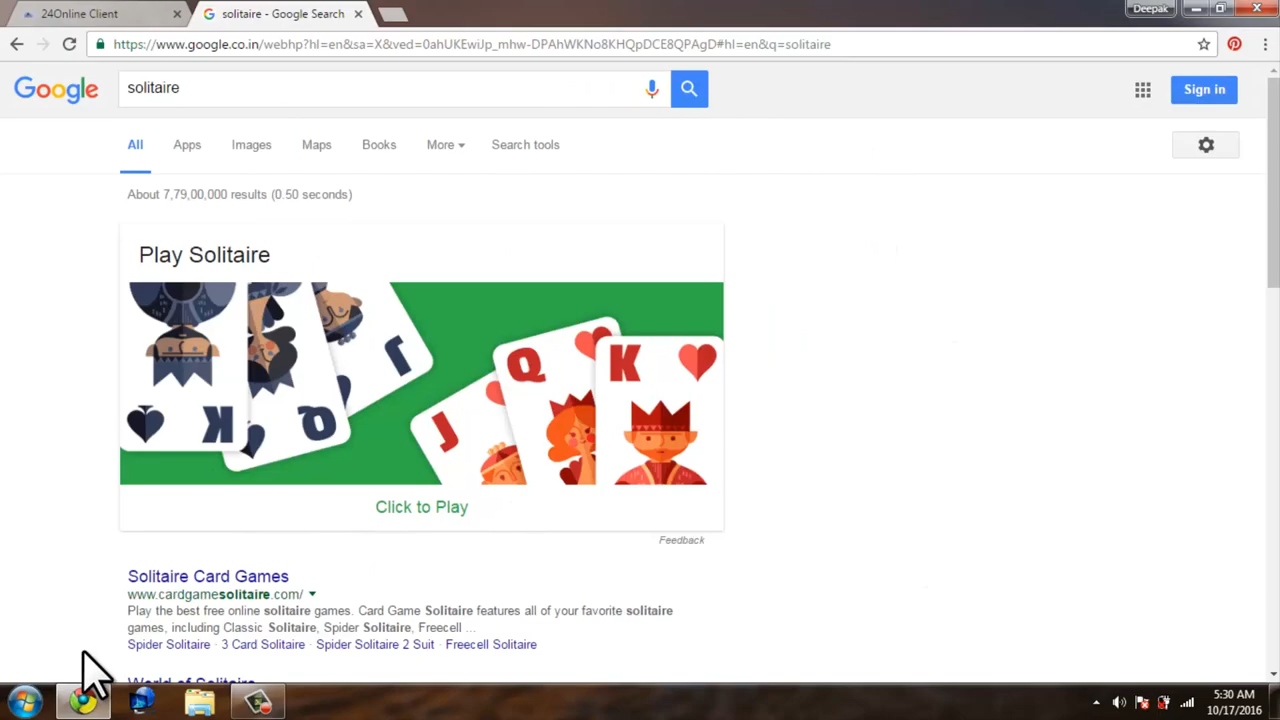 24Online Client
solitaire - Google Search
Deepak
https://www.google.co.in/webhp?hl=en&sa=X&ved=0ahUKEwiJp_mhw-DPAhWKNo8KHQpDCE8QPAgD#hl=en&q=solitaire
Google
solitaire
Sign in
All Apps Images Maps Books More Search tools
About 7,79,00,000 results (0.50 seconds)
Play Solitaire
K Q J
J Q K
Click to Play
Feedback
Solitaire Card Games
www.cardgamesolitaire.com/
Play the best free online solitaire games. Card Game Solitaire features all of your favorite solitaire
games, including Classic Solitaire, Spider Solitaire, Freecell ...
Spider Solitaire · 3 Card Solitaire · Spider Solitaire 2 Suit · Freecell Solitaire
World of Solitaire
5:30 AM
10/17/2016